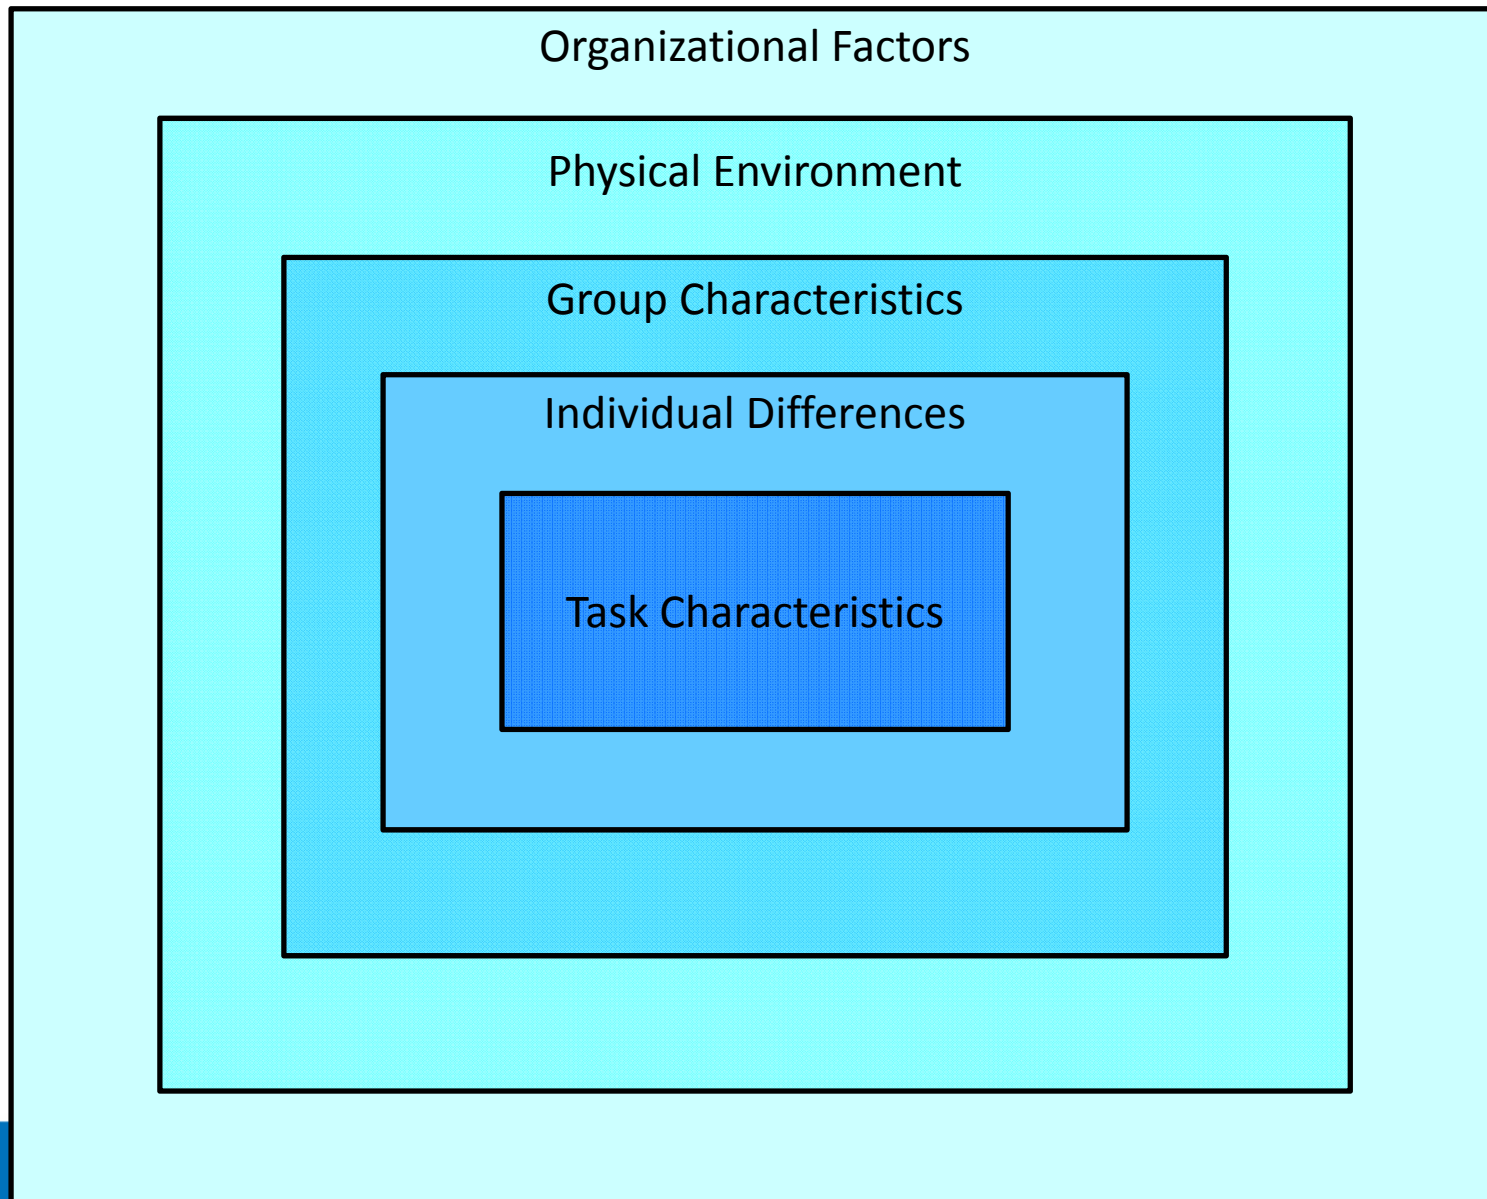 Organizational Factors
Physical Environment
Group Characteristics
Individual Differences
Task Characteristics